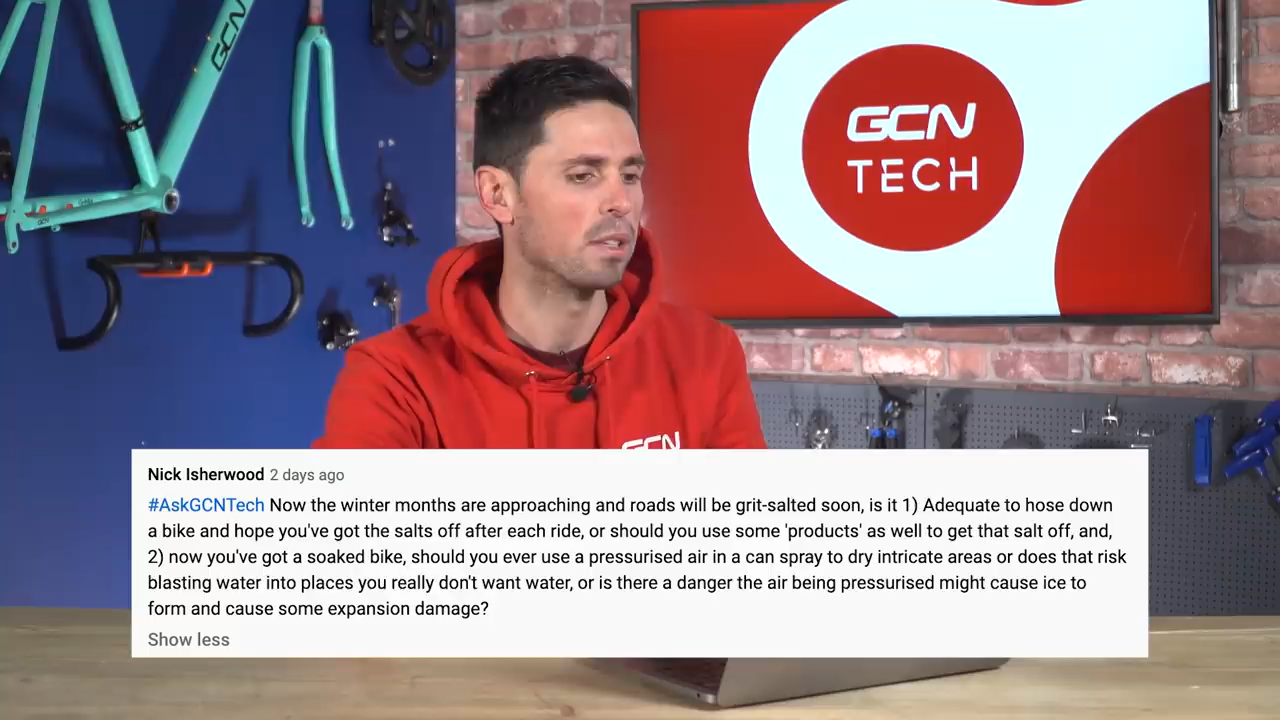 GCN
GCN
TECH
GCN
Nick Isherwood 2 days ago
#AskGCNTech Now the winter months are approaching and roads will be grit-salted soon, is it 1) Adequate to hose down
a bike and hope you've got the salts off after each ride, or should you use some 'products' as well to get that salt off, and,
2) now you've got a soaked bike, should you ever use a pressurised air in a can spray to dry intricate areas or does that risk
blasting water into places you really don't want water, or is there a danger the air being pressurised might cause ice to
form and cause some expansion damage?
Show less